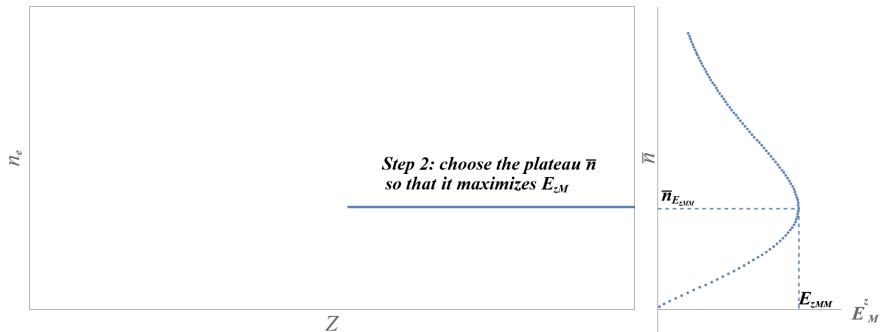 Step 2: choose the plateau n̅
so that it maximizes E_zM
n_e
Z
n̅
n̅_E_zMM
E_zMM
E^z_M